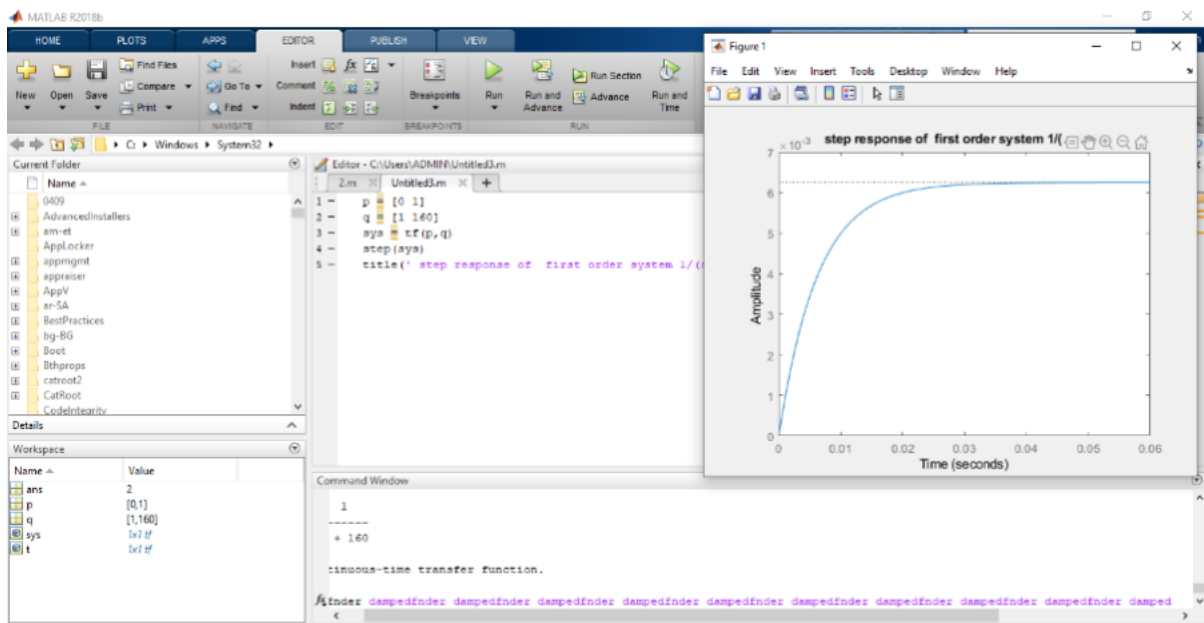 MATLAB R2018b
HOME PLOTS APPS EDITOR PUBLISH VIEW
New Open Save Find Files Compare Print
Go To Find
Insert Comment Indent
Breakpoints Run Run and Advance Run Section Advance Run and Time
FILE NAVIGATE EDIT BREAKPOINTS RUN
C: Windows System32
Current Folder
Name
0409
AdvancedInstallers
am-et
AppLocker
appmgmt
appraiser
AppV
ar-SA
BestPractices
bg-BG
Boot
Bthprops
catroot2
CatRoot
CodeIntegrity
Details
Workspace
Name Value
ans 2
p [0,1]
q [1,160]
sys 1x1 tf
t 1x1 tf
Editor - C:\Users\ADMIN\Untitled3.m
2.m Untitled3.m
1 - p = [0 1]
2 - q = [1 160]
3 - sys = tf(p,q)
4 - step(sys)
5 - title(' step response of  first order system 1/(
Command Window
1
------
+ 160
tinuous-time transfer function.
fx finder dampedfnder dampedfnder dampedfnder dampedfnder dampedfnder dampedfnder dampedfnder dampedfnder damped
Figure 1
File Edit View Insert Tools Desktop Window Help
×10-3 step response of  first order system 1/(
7
6
5
4
3
2
1
0
Amplitude
0 0.01 0.02 0.03 0.04 0.05 0.06
Time (seconds)